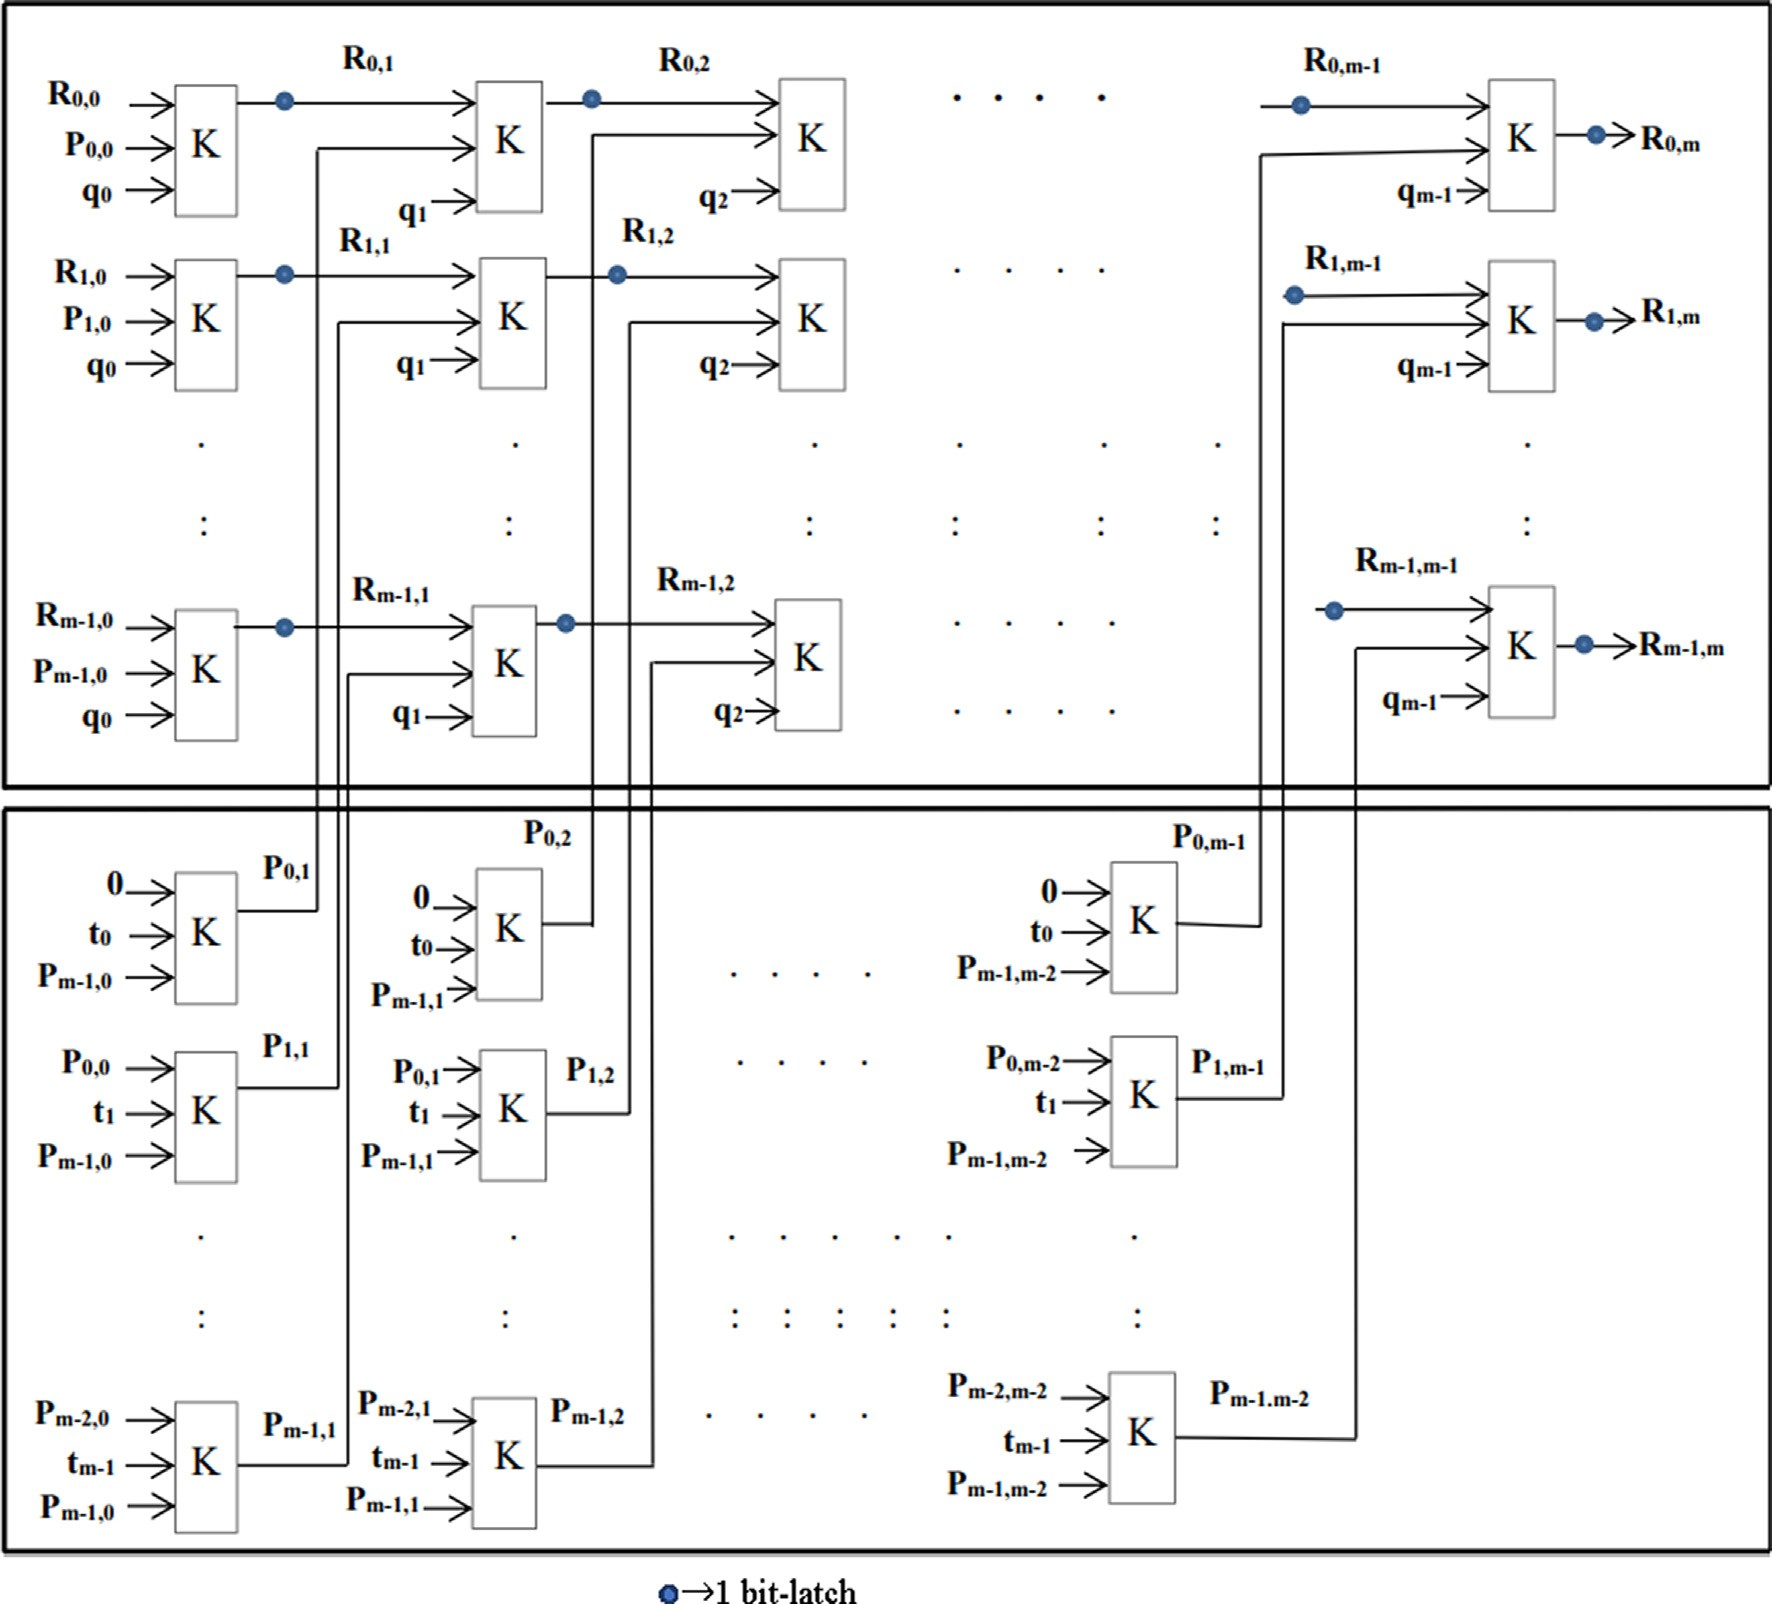 R0,1 R0,2 R0,m-1
R0,0 K K K K
P0,0 R0,m
q0 q1 q2 qm-1
R1,1 R1,2 R1,m-1
R1,0 K K K K
P1,0 R1,m
q0 q1 q2 qm-1
Rm-1,1 Rm-1,2 Rm-1,m-1
Rm-1,0 K K K K
Pm-1,0 Rm-1,m
q0 q1 q2 qm-1
P0,1 P0,2 P0,m-1
0 0 0
t0 K t0 K t0 K
Pm-1,0 Pm-1,1 Pm-1,m-2
P1,1 P1,2 P1,m-1
P0,0 P0,1 P0,m-2
t1 K t1 K t1 K
Pm-1,0 Pm-1,1 Pm-1,m-2
Pm-2,0 Pm-1,1 Pm-2,1 Pm-1,2 Pm-2,m-2 Pm-1.m-2
tm-1 K tm-1 K tm-1 K
Pm-1,0 Pm-1,1 Pm-1,m-2
→1 bit-latch